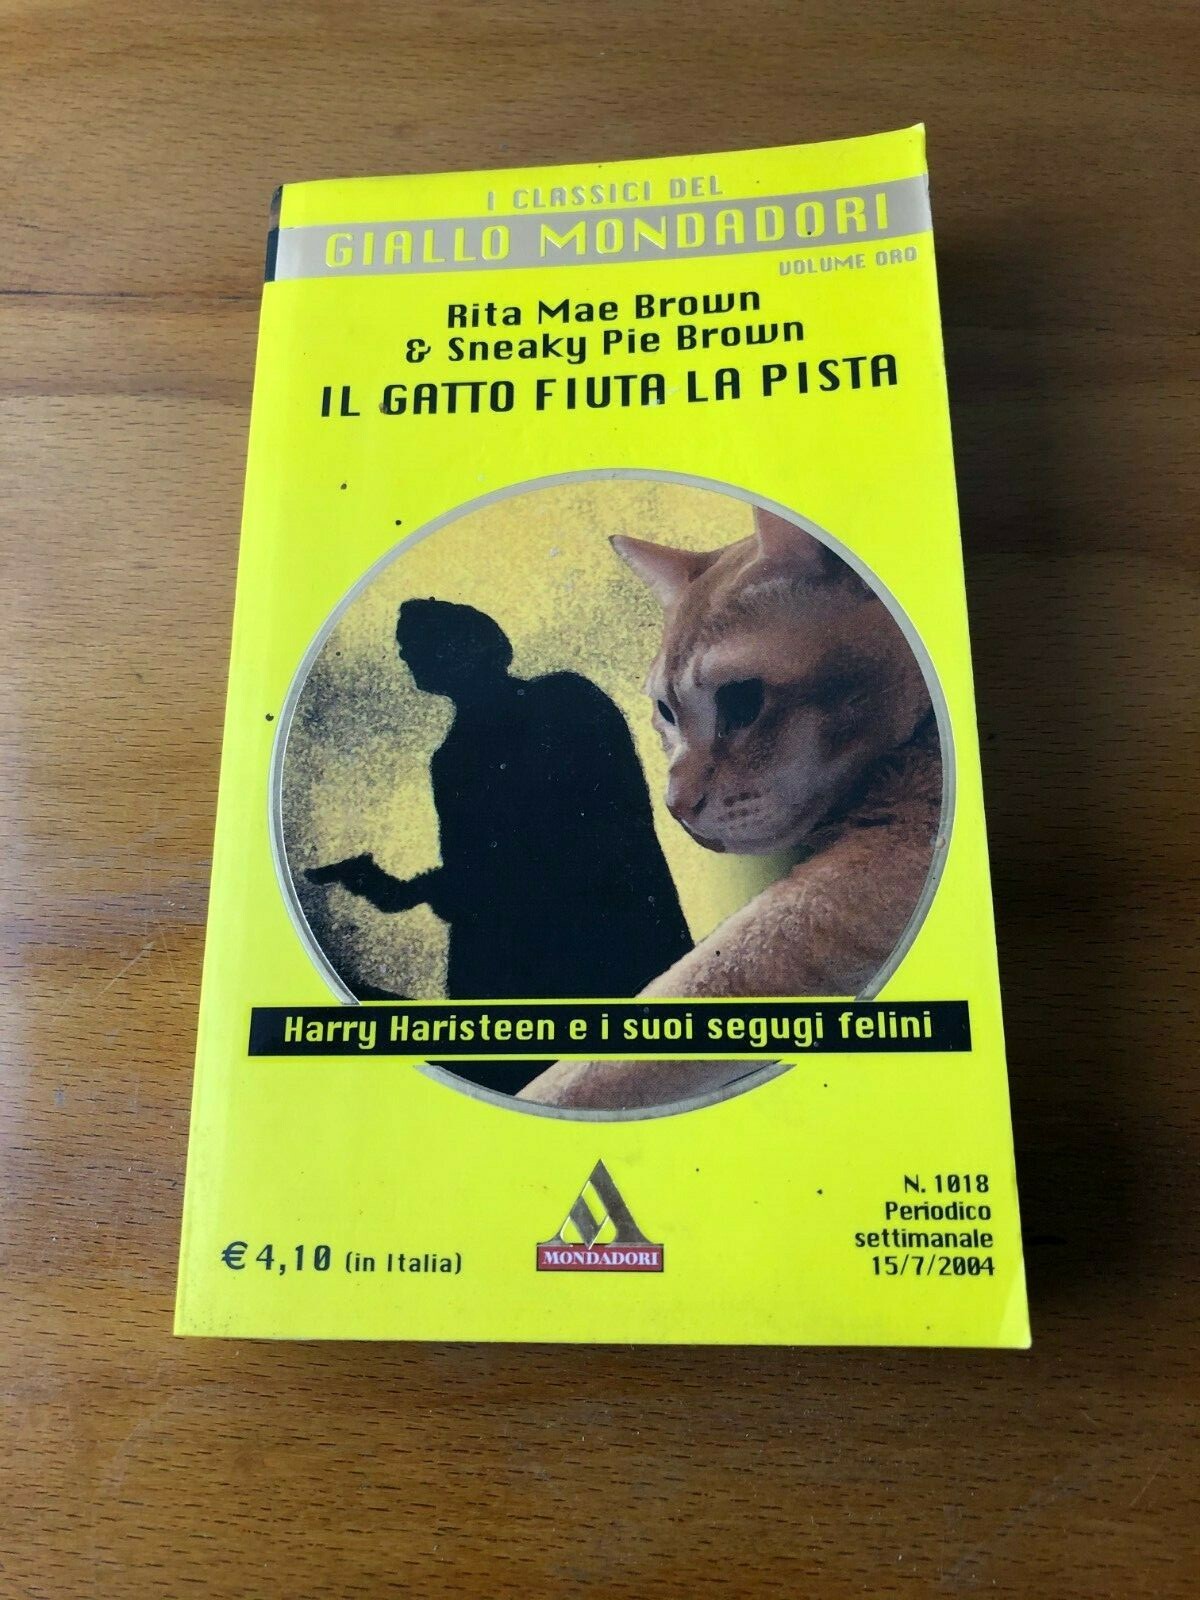 I CLASSICI DEL
GIALLO MONDADORI
VOLUME ORO
Rita Mae Brown
& Sneaky Pie Brown
IL GATTO FIUTA LA PISTA
Harry Haristeen e i suoi segugi felini
N. 1018
Periodico
settimanale
15/7/2004
€ 4,10 (in Italia)
MONDADORI